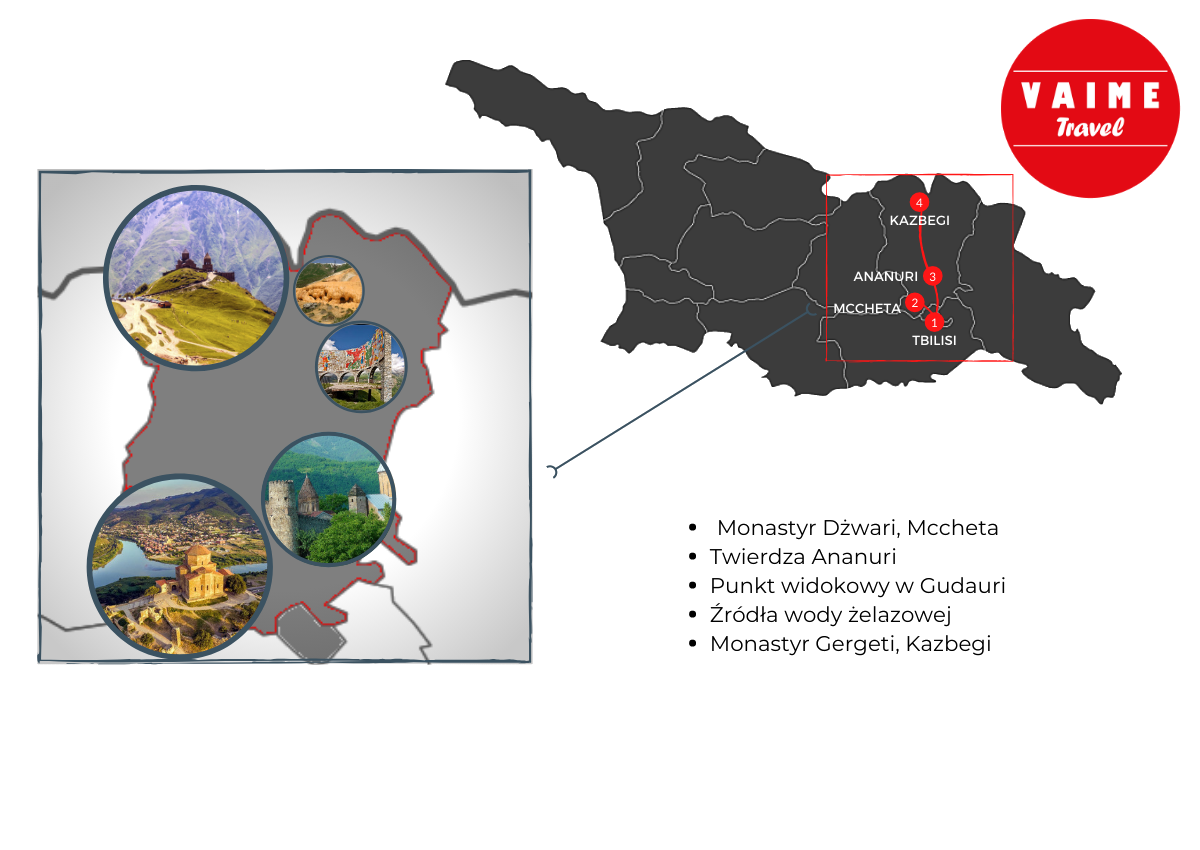 VAIME
Travel
4
KAZBEGI
ANANURI 3
MCCHETA 2
1
TBILISI
• Monastyr Dżwari, Mccheta
• Twierdza Ananuri
• Punkt widokowy w Gudauri
• Źródła wody żelazowej
• Monastyr Gergeti, Kazbegi